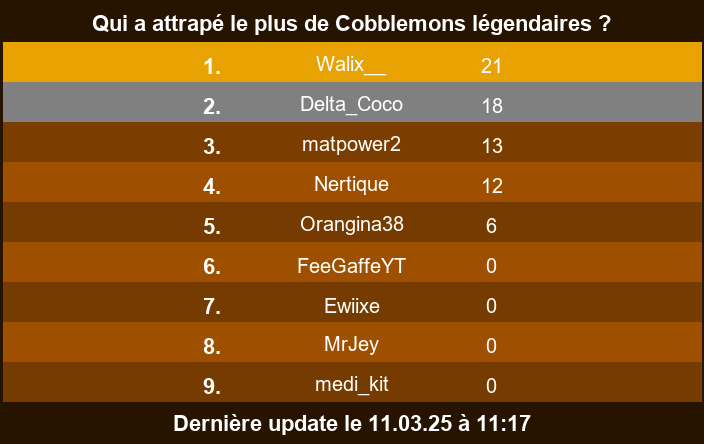 Qui a attrapé le plus de Cobblemons légendaires ?
1. Walix__ 21
2. Delta_Coco 18
3. matpower2 13
4. Nertique 12
5. Orangina38 6
6. FeeGaffeYT 0
7. Ewiixe 0
8. MrJey 0
9. medi_kit 0
Dernière update le 11.03.25 à 11:17